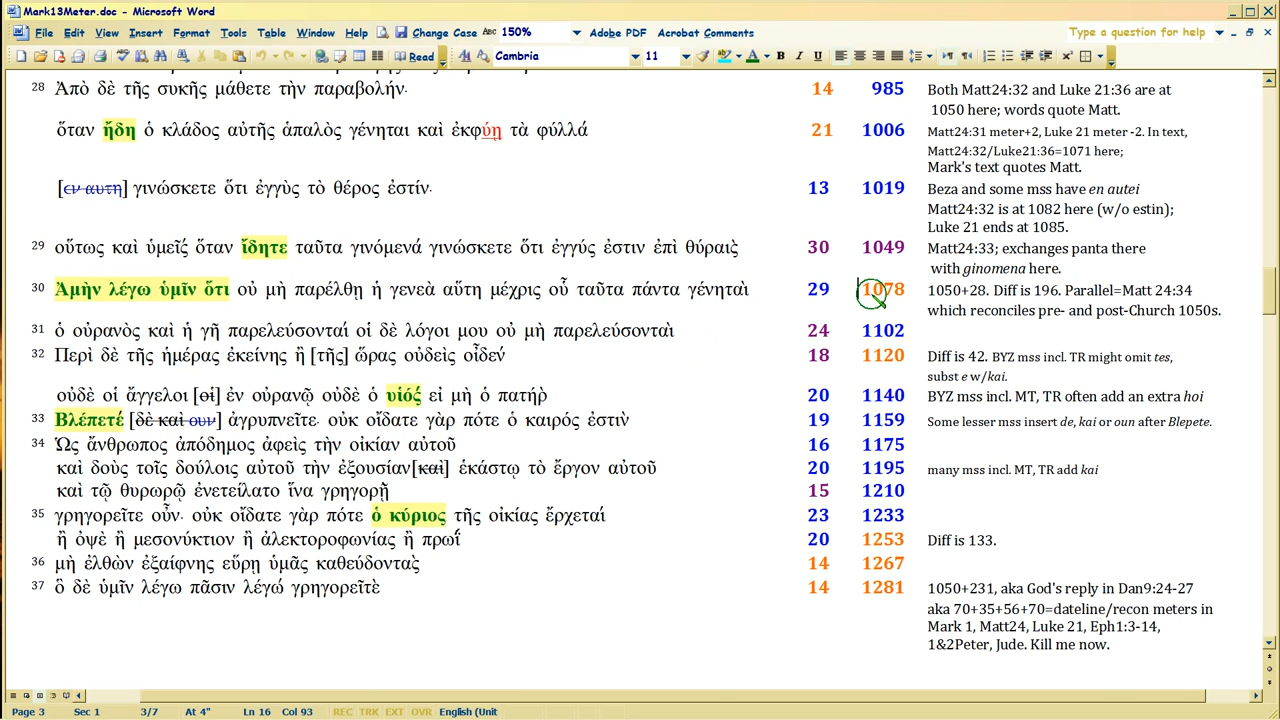 Mark13Meter.doc - Microsoft Word
File Edit View Insert Format Tools Table Window Help Change Case 150% Adobe PDF Acrobat Comments Type a question for help
Read Cambria 11 B I U
28 Ἀπὸ δὲ τῆς συκῆς μάθετε τὴν παραβολήν· 14 985 Both Matt24:32 and Luke 21:36 are at
1050 here; words quote Matt.
ὅταν ἤδη ὁ κλάδος αὐτῆς ἁπαλὸς γένηται καὶ ἐκφύῃ τὰ φύλλά 21 1006 Matt24:31 meter+2, Luke 21 meter -2. In text,
Matt24:32/Luke21:36=1071 here;
Mark's text quotes Matt.
[εν αυτη] γινώσκετε ὅτι ἐγγὺς τὸ θέρος ἐστίν· 13 1019 Beza and some mss have en autei
Matt24:32 is at 1082 here (w/o estin);
Luke 21 ends at 1085.
29 οὕτως καὶ ὑμεῖς ὅταν ἴδητε ταῦτα γινόμενά γινώσκετε ὅτι ἐγγύς ἐστιν ἐπὶ θύραις 30 1049 Matt24:33; exchanges panta there
with ginomena here.
30 Ἀμὴν λέγω ὑμῖν ὅτι οὐ μὴ παρέλθῃ ἡ γενεὰ αὕτη μέχρις οὗ ταῦτα πάντα γένηταὶ 29 1078 1050+28. Diff is 196. Parallel=Matt 24:34
which reconciles pre- and post-Church 1050s.
31 ὁ οὐρανὸς καὶ ἡ γῆ παρελεύσονταί οἱ δὲ λόγοι μου οὐ μὴ παρελεύσονταὶ 24 1102
32 Περὶ δὲ τῆς ἡμέρας ἐκείνης ἢ [τῆς] ὥρας οὐδεὶς οἶδεν 18 1120 Diff is 42. BYZ mss incl. TR might omit tes,
subst e w/kai.
οὐδὲ οἱ ἄγγελοι [οἱ] ἐν οὐρανῷ οὐδὲ ὁ υἱός εἰ μὴ ὁ πατήρ 20 1140 BYZ mss incl. MT, TR often add an extra hoi
33 Βλέπετέ [δὲ καὶ ουν] ἀγρυπνεῖτε· οὐκ οἴδατε γὰρ πότε ὁ καιρός ἐστιν 19 1159 Some lesser mss insert de, kai or oun after Blepete.
34 Ὡς ἄνθρωπος ἀπόδημος ἀφεὶς τὴν οἰκίαν αὐτοῦ 16 1175
καὶ δοὺς τοῖς δούλοις αὐτοῦ τὴν ἐξουσίαν[καὶ] ἑκάστῳ τὸ ἔργον αὐτοῦ 20 1195 many mss incl. MT, TR add kai
καὶ τῷ θυρωρῷ ἐνετείλατο ἵνα γρηγορῇ 15 1210
35 γρηγορεῖτε οὖν· οὐκ οἴδατε γὰρ πότε ὁ κύριος τῆς οἰκίας ἔρχεταί 23 1233
ἢ ὀψὲ ἢ μεσονύκτιον ἢ ἀλεκτοροφωνίας ἢ πρωΐ 20 1253 Diff is 133.
36 μὴ ἐλθὼν ἐξαίφνης εὕρῃ ὑμᾶς καθεύδοντας 14 1267
37 ὃ δὲ ὑμῖν λέγω πᾶσιν λέγώ γρηγορεῖτὲ 14 1281 1050+231, aka God's reply in Dan9:24-27
aka 70+35+56+70=dateline/recon meters in
Mark 1, Matt24, Luke 21, Eph1:3-14,
1&2Peter, Jude. Kill me now.
Page 3 Sec 1 3/7 At 4" Ln 16 Col 93 REC TRK EXT OVR English (Unit